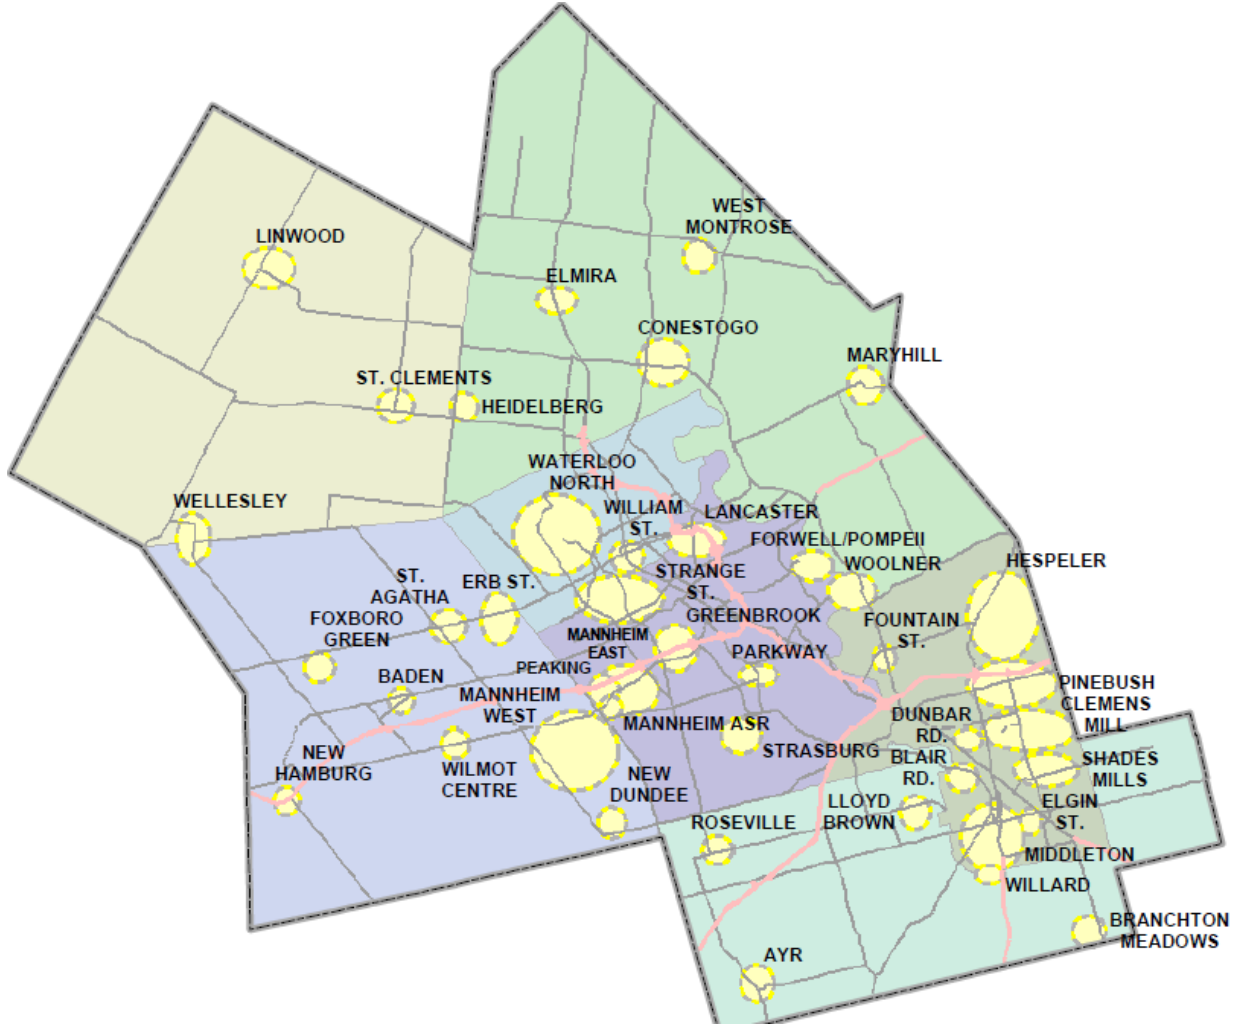 WEST
MONTROSE
LINWOOD
ELMIRA
CONESTOGO
MARYHILL
ST. CLEMENTS
HEIDELBERG
WATERLOO
NORTH
WELLESLEY
WILLIAM
ST.
LANCASTER
FORWELL/POMPEII
WOOLNER
HESPELER
ST.
AGATHA
ERB ST.
STRANGE
ST.
FOXBORO
GREEN
GREENBROOK
FOUNTAIN
ST.
MANNHEIM
EAST
PARKWAY
PEAKING
BADEN
MANNHEIM
WEST
PINEBUSH
CLEMENS
MILL
MANNHEIM ASR
DUNBAR
RD.
STRASBURG
NEW
HAMBURG
WILMOT
CENTRE
NEW
DUNDEE
BLAIR
RD.
SHADES
MILLS
LLOYD
BROWN
ELGIN
ST.
ROSEVILLE
MIDDLETON
WILLARD
BRANCHTON
MEADOWS
AYR